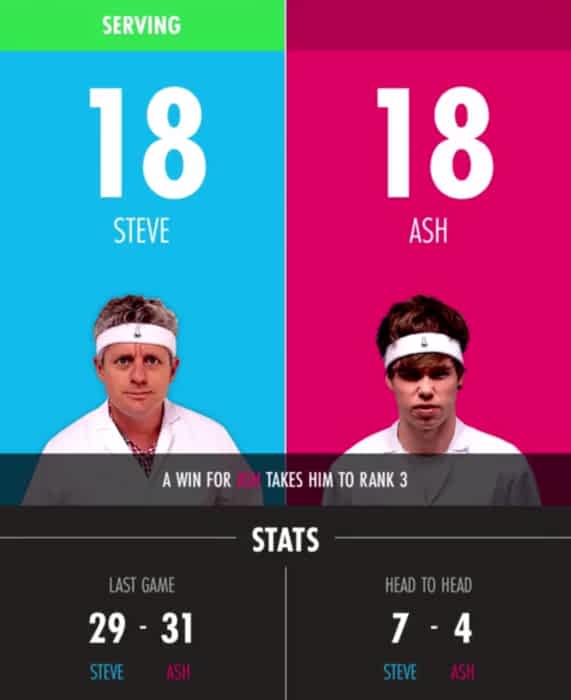 SERVING
18 18
STEVE ASH
A WIN FOR ASH TAKES HIM TO RANK 3
STATS
LAST GAME HEAD TO HEAD
29 - 31 7 - 4
STEVE ASH STEVE ASH